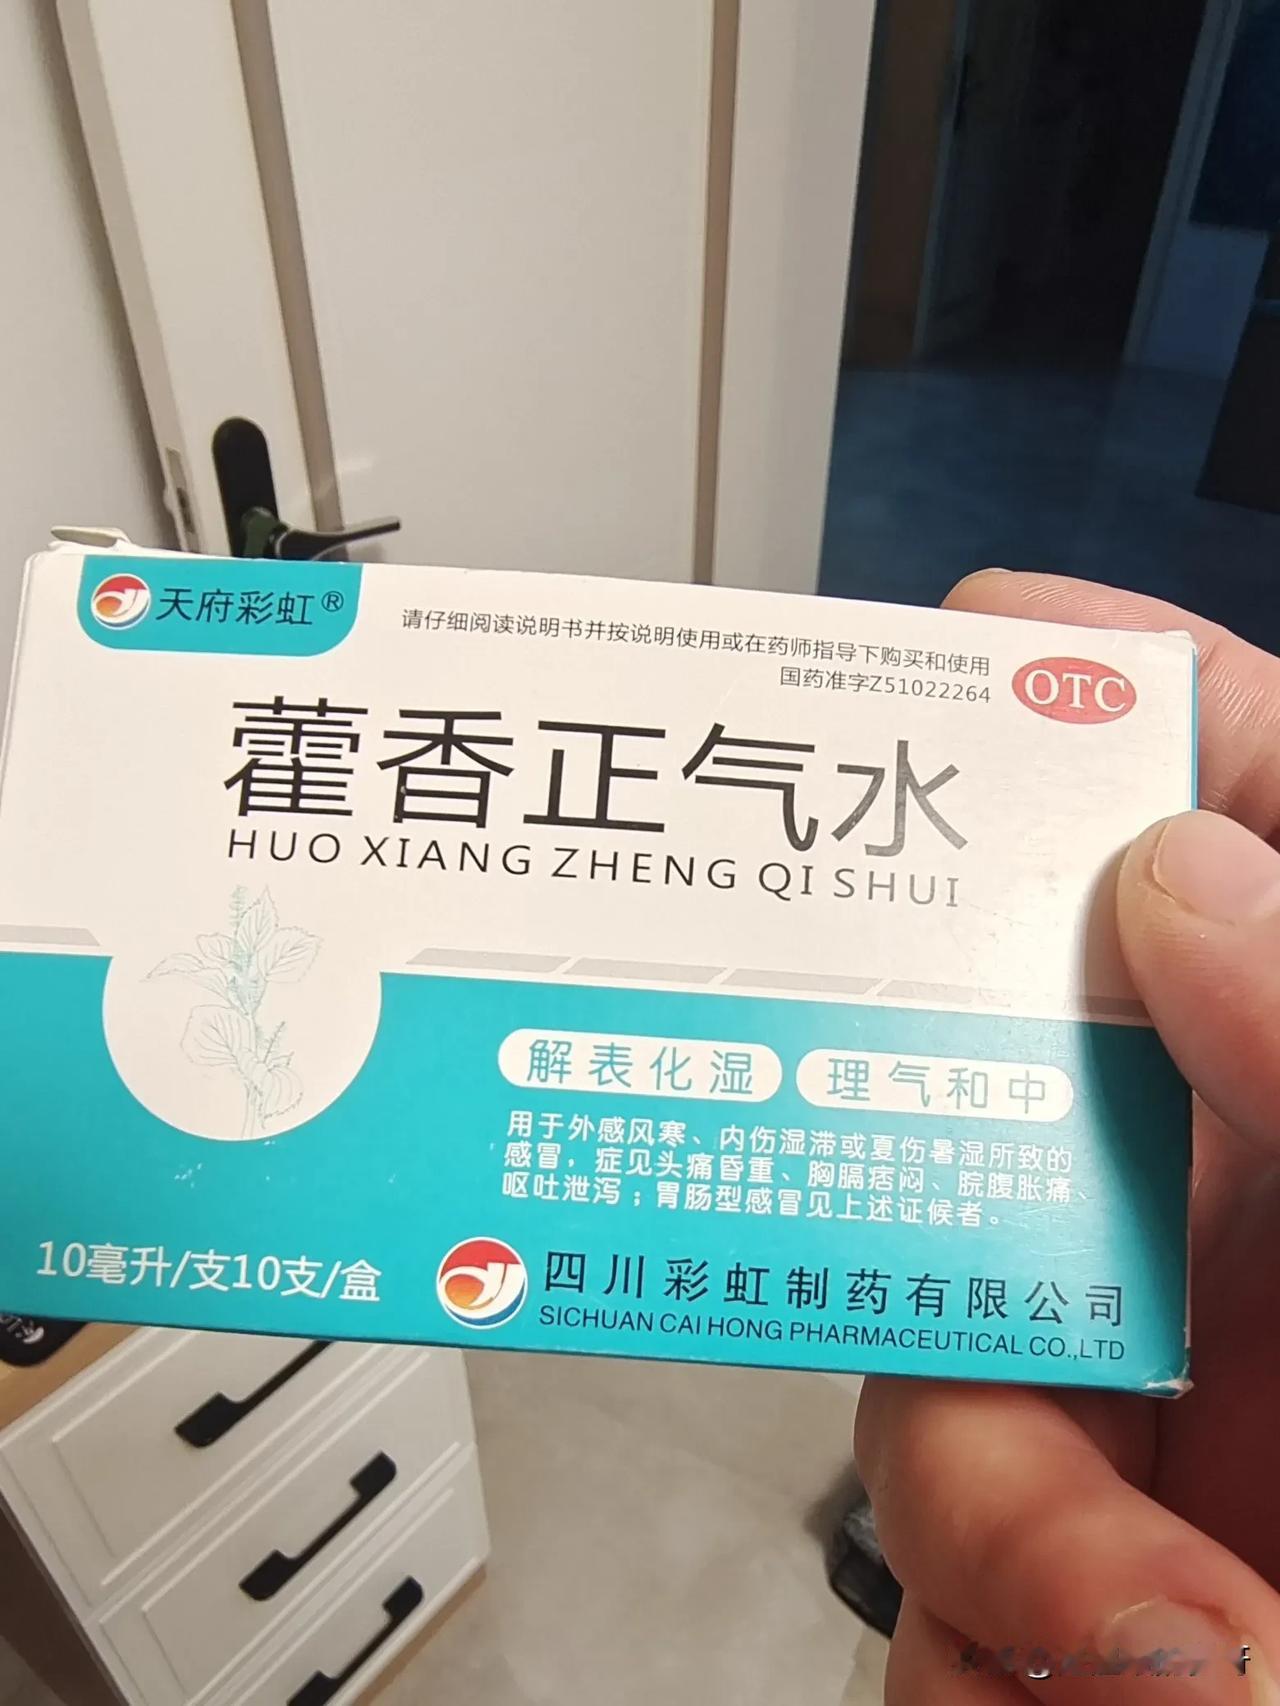 天府彩虹®
请仔细阅读说明书并按说明使用或在药师指导下购买和使用
国药准字Z51022264
OTC
藿香正气水
HUO XIANG ZHENG QI SHUI
解表化湿 理气和中
用于外感风寒、内伤湿滞或夏伤暑湿所致的
感冒，症见头痛昏重、胸膈痞闷、脘腹胀痛、
呕吐泄泻；胃肠型感冒见上述证候者。
10毫升/支10支/盒
四川彩虹制药有限公司
SICHUAN CAI HONG PHARMACEUTICAL CO.,LTD